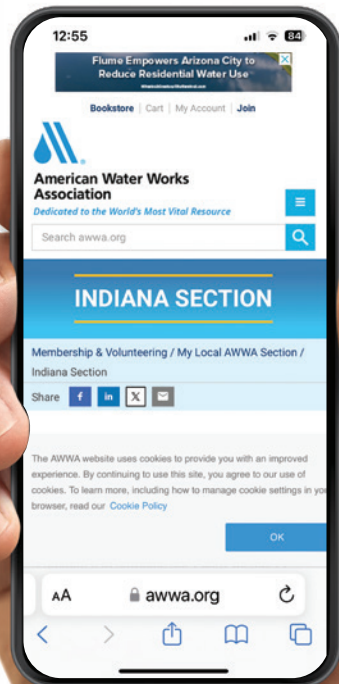 12:55
84
Flume Empowers Arizona City to
Reduce Residential Water Use
Bookstore | Cart | My Account | Join
American Water Works
Association
Dedicated to the World's Most Vital Resource
Search awwa.org
INDIANA SECTION
Membership & Volunteering / My Local AWWA Section /
Indiana Section
Share f in X
The AWWA website uses cookies to provide you with an improved
experience. By continuing to use this site, you agree to our use of
cookies. To learn more, including how to manage cookie settings in you
browser, read our Cookie Policy
OK
AA awwa.org